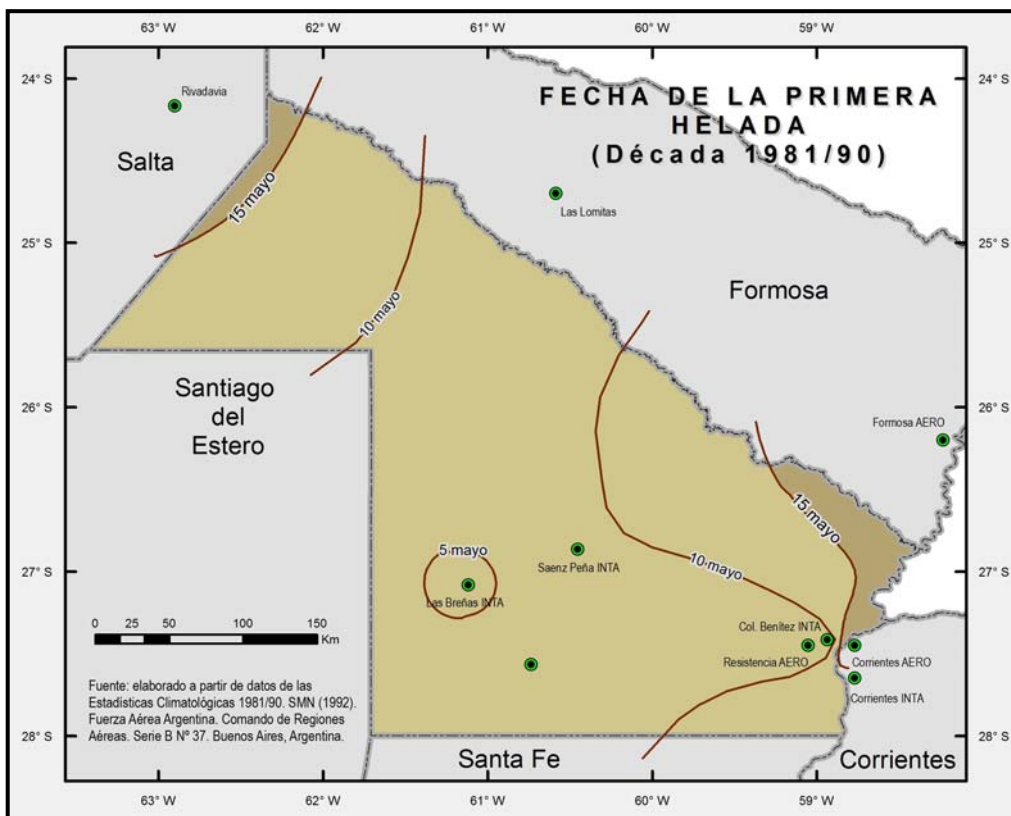 63° W
62° W
61° W
60° W
59° W
24° S
24° S
Rivadavia
FECHA DE LA PRIMERA
HELADA
(Década 1981/90)
Salta
Las Lomitas
15 mayo
25° S
25° S
Formosa
10 mayo
Santiago
del
Estero
26° S
26° S
Formosa AERO
15 mayo
5 mayo
Saenz Peña INTA
10 mayo
27° S
27° S
Las Breñas INTA
Col. Benítez INTA
0 25 50 100 150
Km
Resistencia AERO
Corrientes AERO
Corrientes INTA
Fuente: elaborado a partir de datos de las
Estadísticas Climatológicas 1981/90. SMN (1992).
Fuerza Aérea Argentina. Comando de Regiones
Aéreas. Serie B Nº 37. Buenos Aires, Argentina.
28° S
28° S
Santa Fe
Corrientes
63° W
62° W
61° W
60° W
59° W